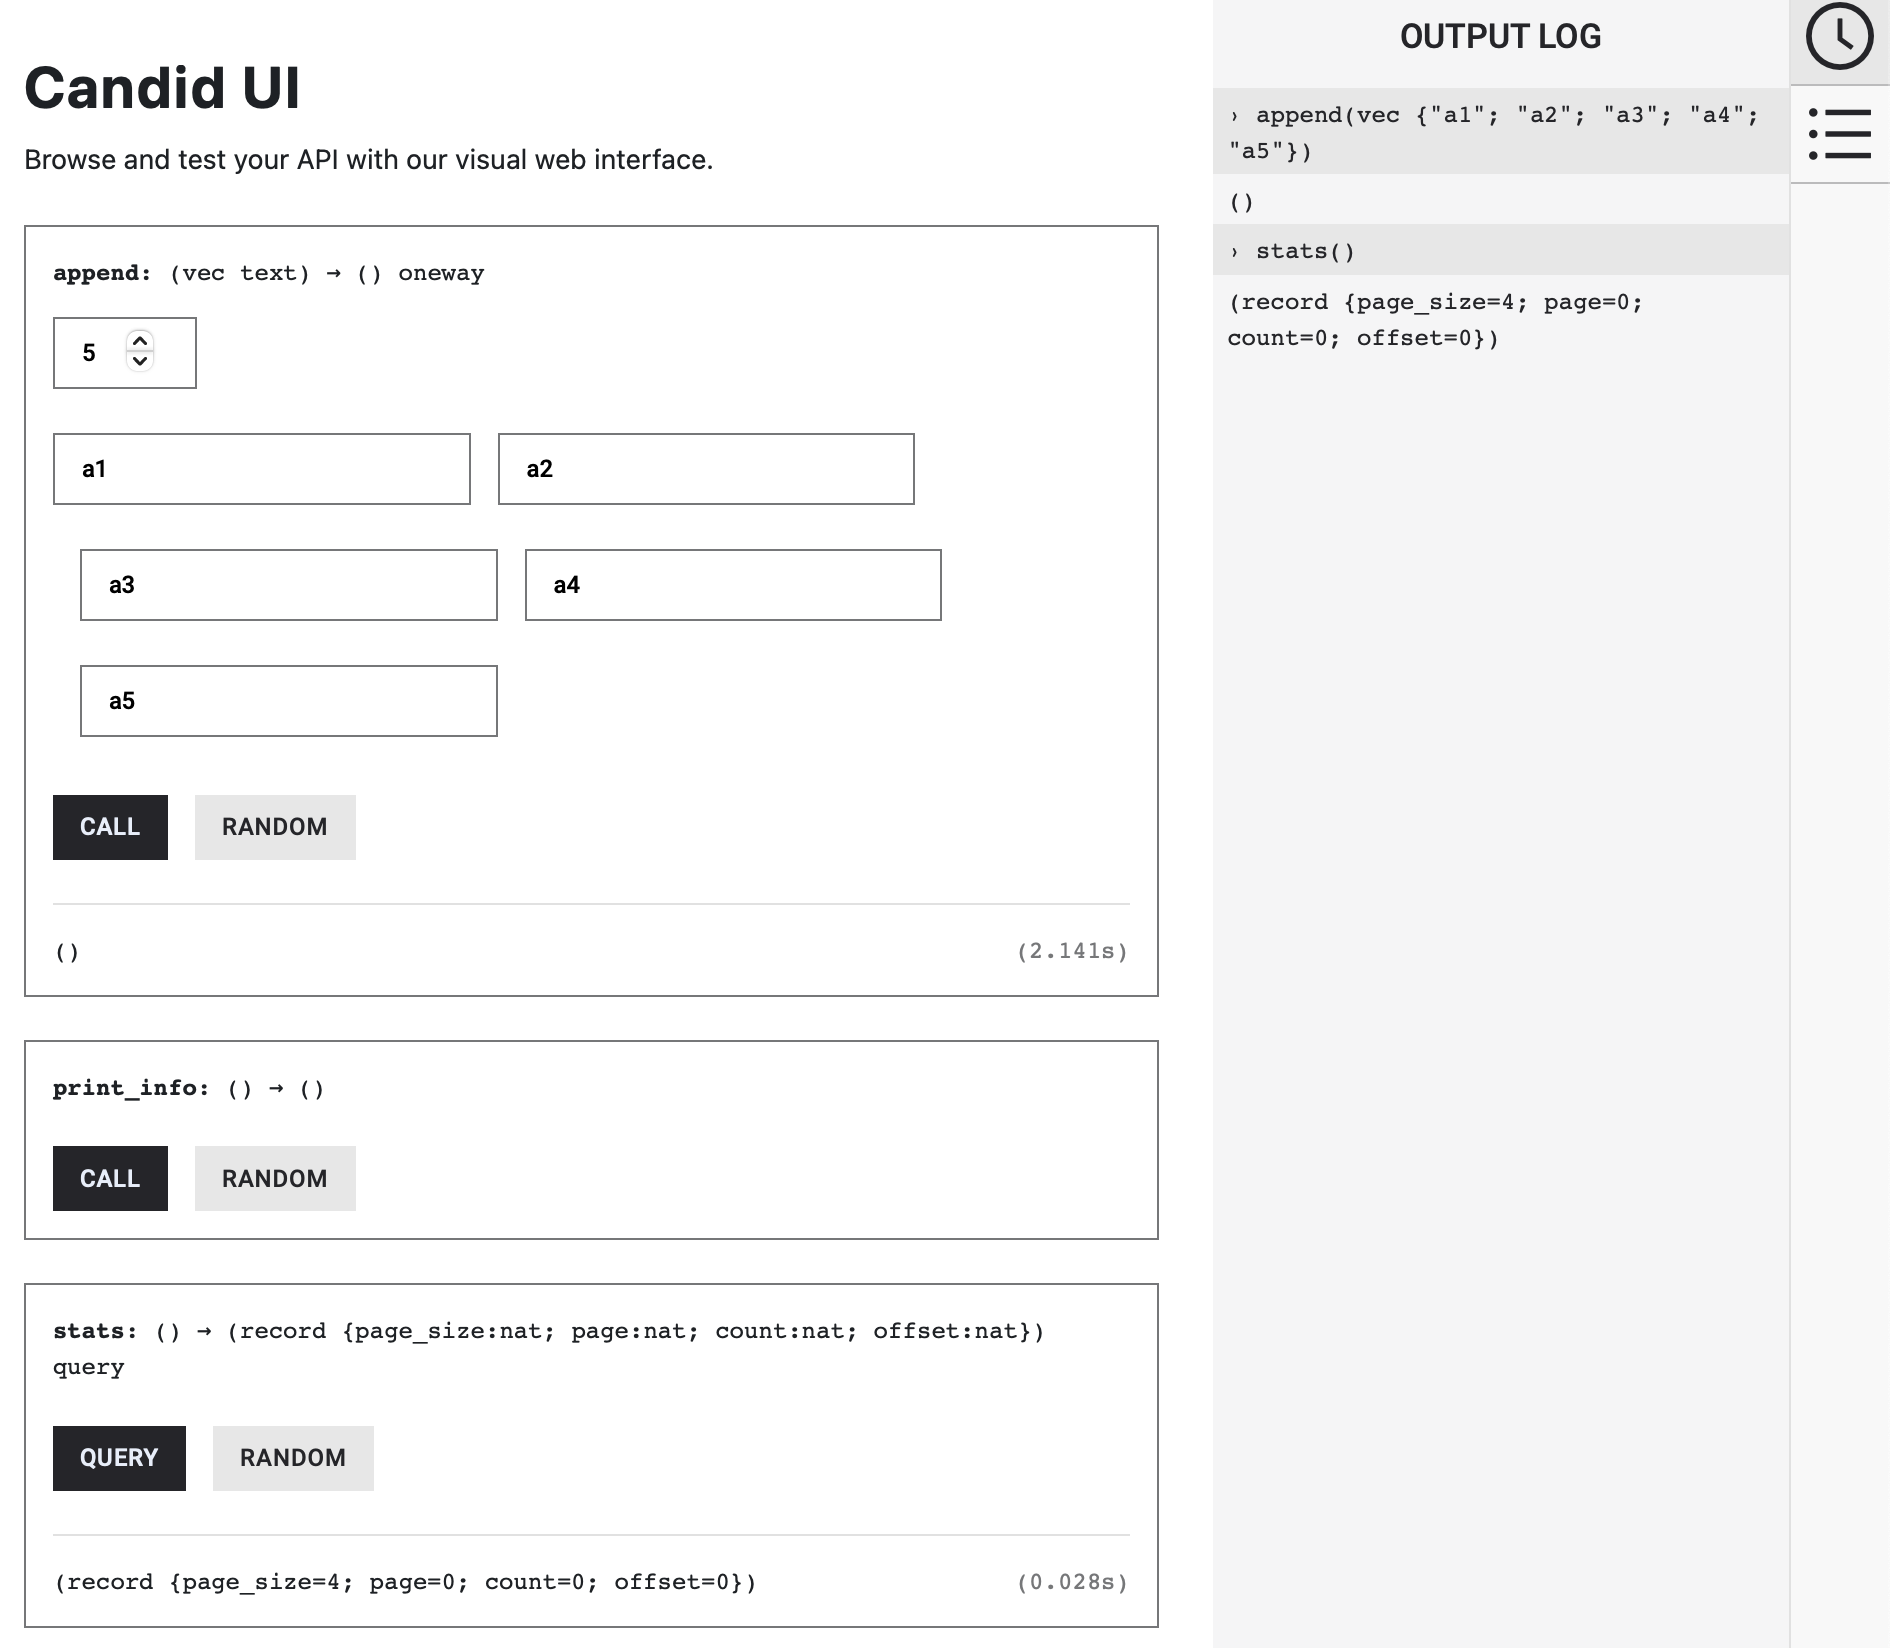 Candid UI
Browse and test your API with our visual web interface.
append: (vec text) → () oneway
5
a1
a2
a3
a4
a5
CALL
RANDOM
()
(2.141s)
print_info: () → ()
CALL
RANDOM
stats: () → (record {page_size:nat; page:nat; count:nat; offset:nat})
query
QUERY
RANDOM
(record {page_size=4; page=0; count=0; offset=0})
(0.028s)
OUTPUT LOG
› append(vec {"a1"; "a2"; "a3"; "a4";
"a5"})
()
› stats()
(record {page_size=4; page=0;
count=0; offset=0})